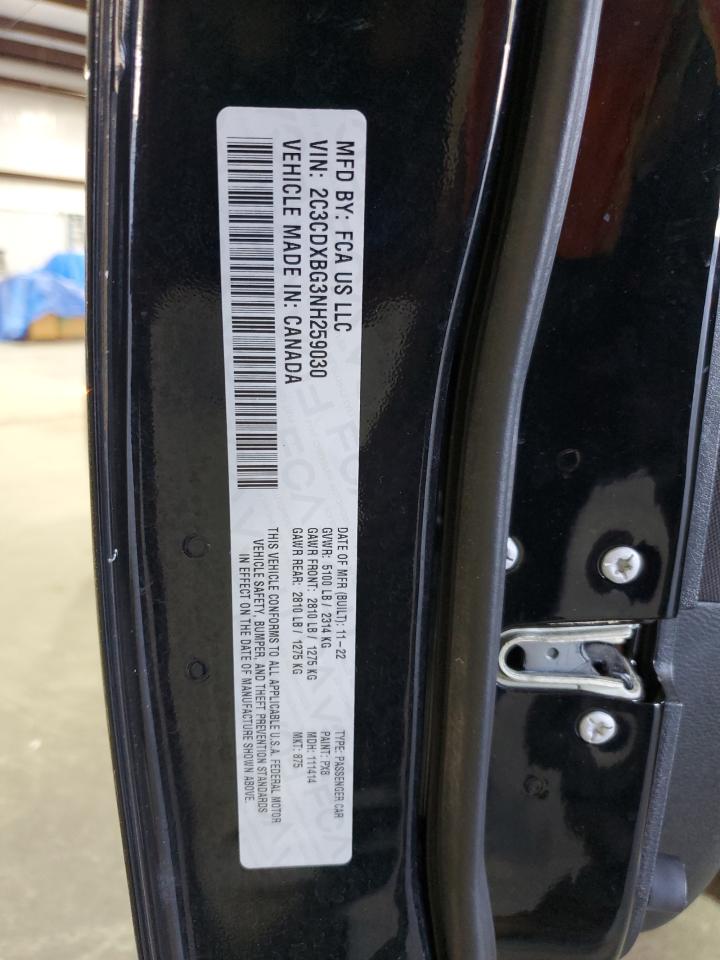 MFD BY: FCA US LLC
VIN: 2C3CDXBG3NH259030
VEHICLE MADE IN: CANADA
DATE OF MFR (BUILT): 11-22
GVWR: 5100 LB / 2314 KG
GAWR FRONT: 2810 LB / 1275 KG
GAWR REAR: 2810 LB / 1275 KG
TYPE: PASSENGER CAR
PAINT: PX8
MDH: 111414
MKT: 875
THIS VEHICLE CONFORMS TO ALL APPLICABLE U.S.A. FEDERAL MOTOR
VEHICLE SAFETY, BUMPER, AND THEFT PREVENTION STANDARDS
IN EFFECT ON THE DATE OF MANUFACTURE SHOWN ABOVE.